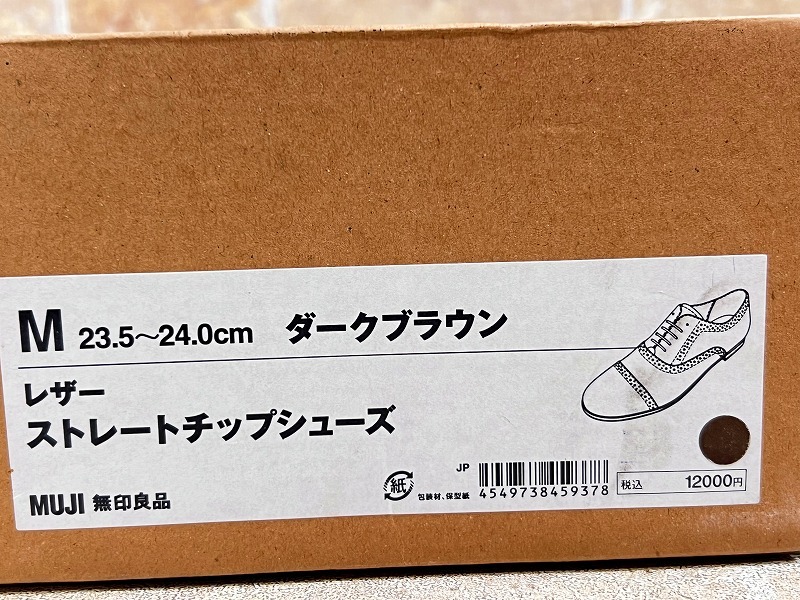 M 23.5～24.0cm ダークブラウン
レザー
ストレートチップシューズ
MUJI 無印良品
紙
包装材、保型紙
JP
4549738459378
税込 12000円